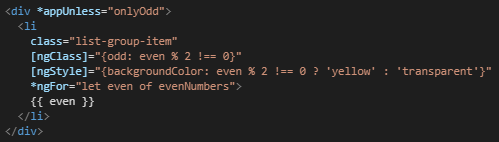 <div *appUnless="onlyOdd">
<li
class="list-group-item"
[ngClass]="{odd: even % 2 !== 0}"
[ngStyle]="{backgroundColor: even % 2 !== 0 ? 'yellow' : 'transparent'}"
*ngFor="let even of evenNumbers">
{{ even }}
</li>
</div>